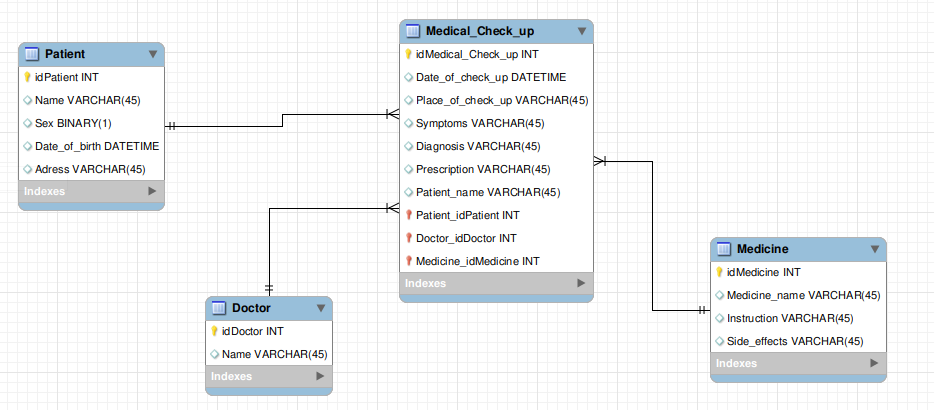 Patient
idPatient INT
Name VARCHAR(45)
Sex BINARY(1)
Date_of_birth DATETIME
Adress VARCHAR(45)
Indexes
Medical_Check_up
idMedical_Check_up INT
Date_of_check_up DATETIME
Place_of_check_up VARCHAR(45)
Symptoms VARCHAR(45)
Diagnosis VARCHAR(45)
Prescription VARCHAR(45)
Patient_name VARCHAR(45)
Patient_idPatient INT
Doctor_idDoctor INT
Medicine_idMedicine INT
Indexes
Doctor
idDoctor INT
Name VARCHAR(45)
Indexes
Medicine
idMedicine INT
Medicine_name VARCHAR(45)
Instruction VARCHAR(45)
Side_effects VARCHAR(45)
Indexes